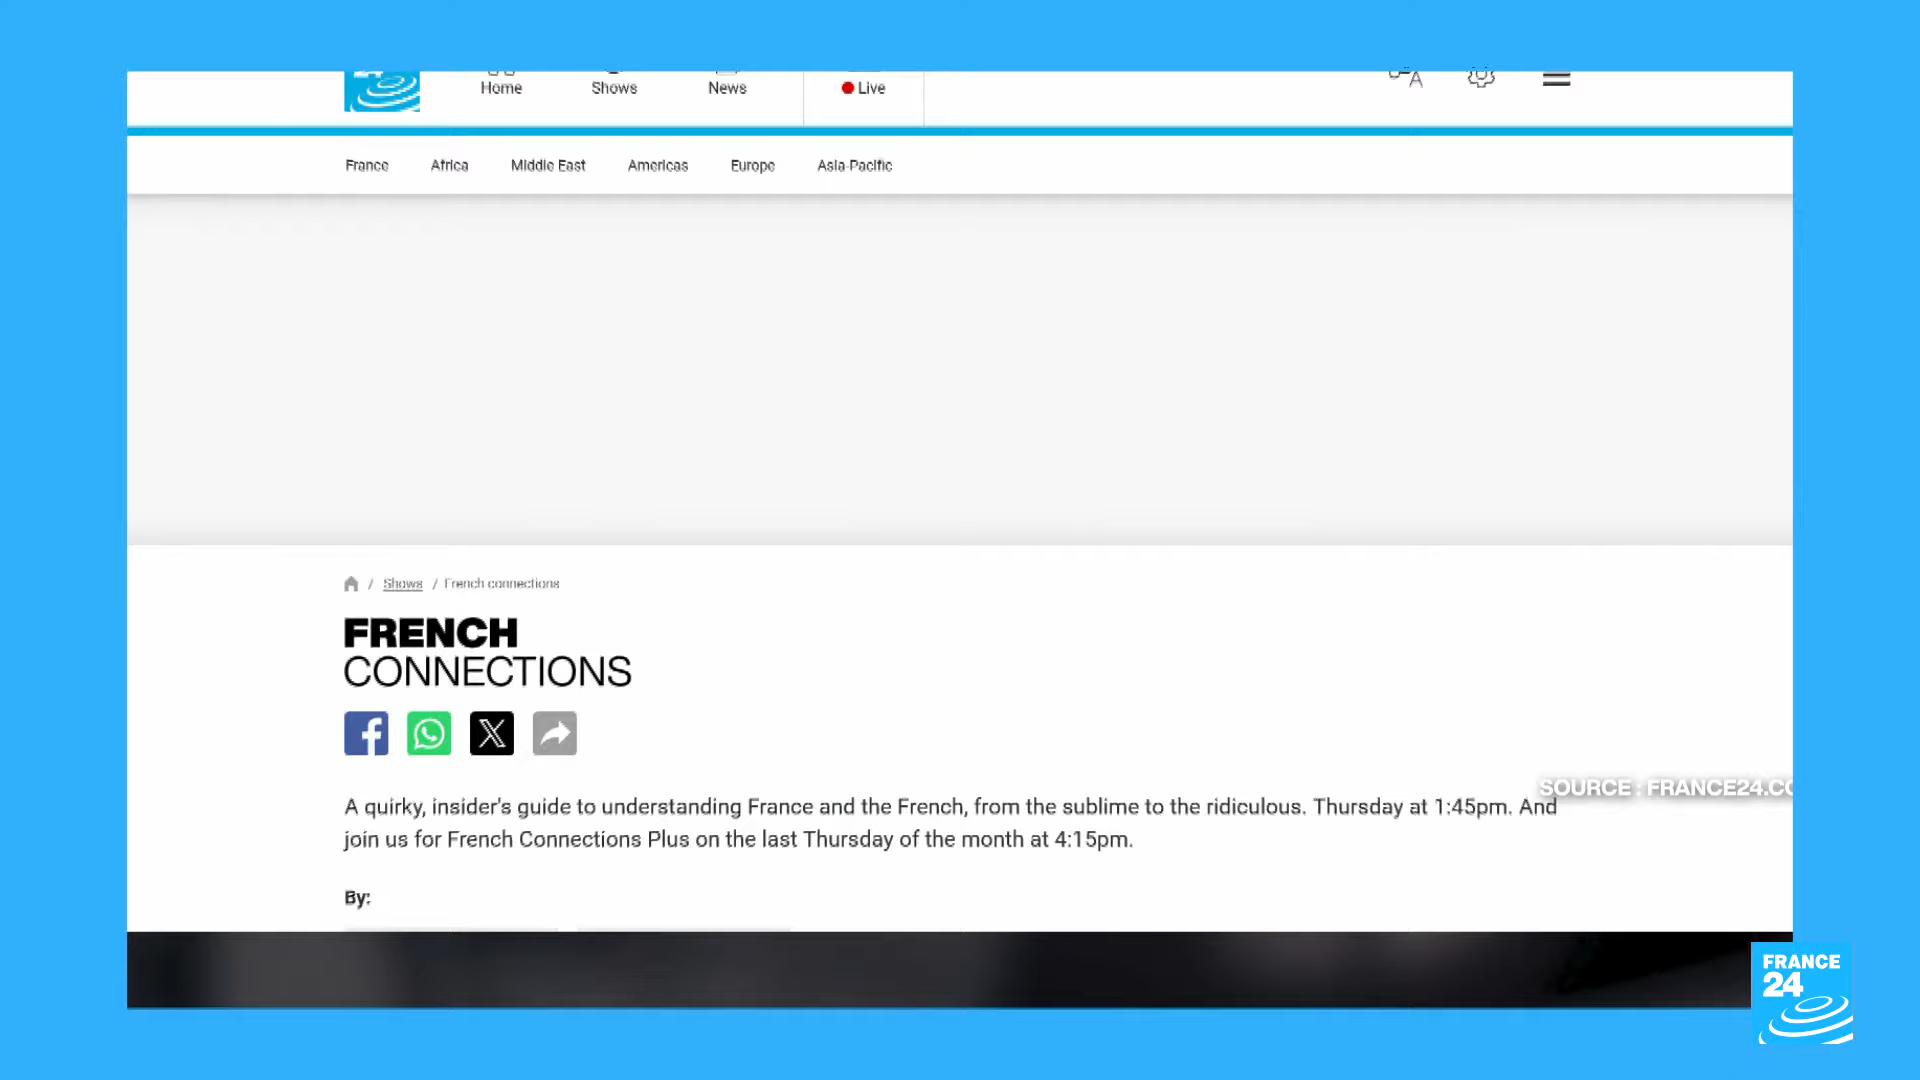 Home
Shows
News
Live
France
Africa
Middle East
Americas
Europe
Asia-Pacific
/ Shows / French connections
FRENCH
CONNECTIONS
SOURCE : FRANCE24.CO
A quirky, insider's guide to understanding France and the French, from the sublime to the ridiculous. Thursday at 1:45pm. And
join us for French Connections Plus on the last Thursday of the month at 4:15pm.
By:
FRANCE
24